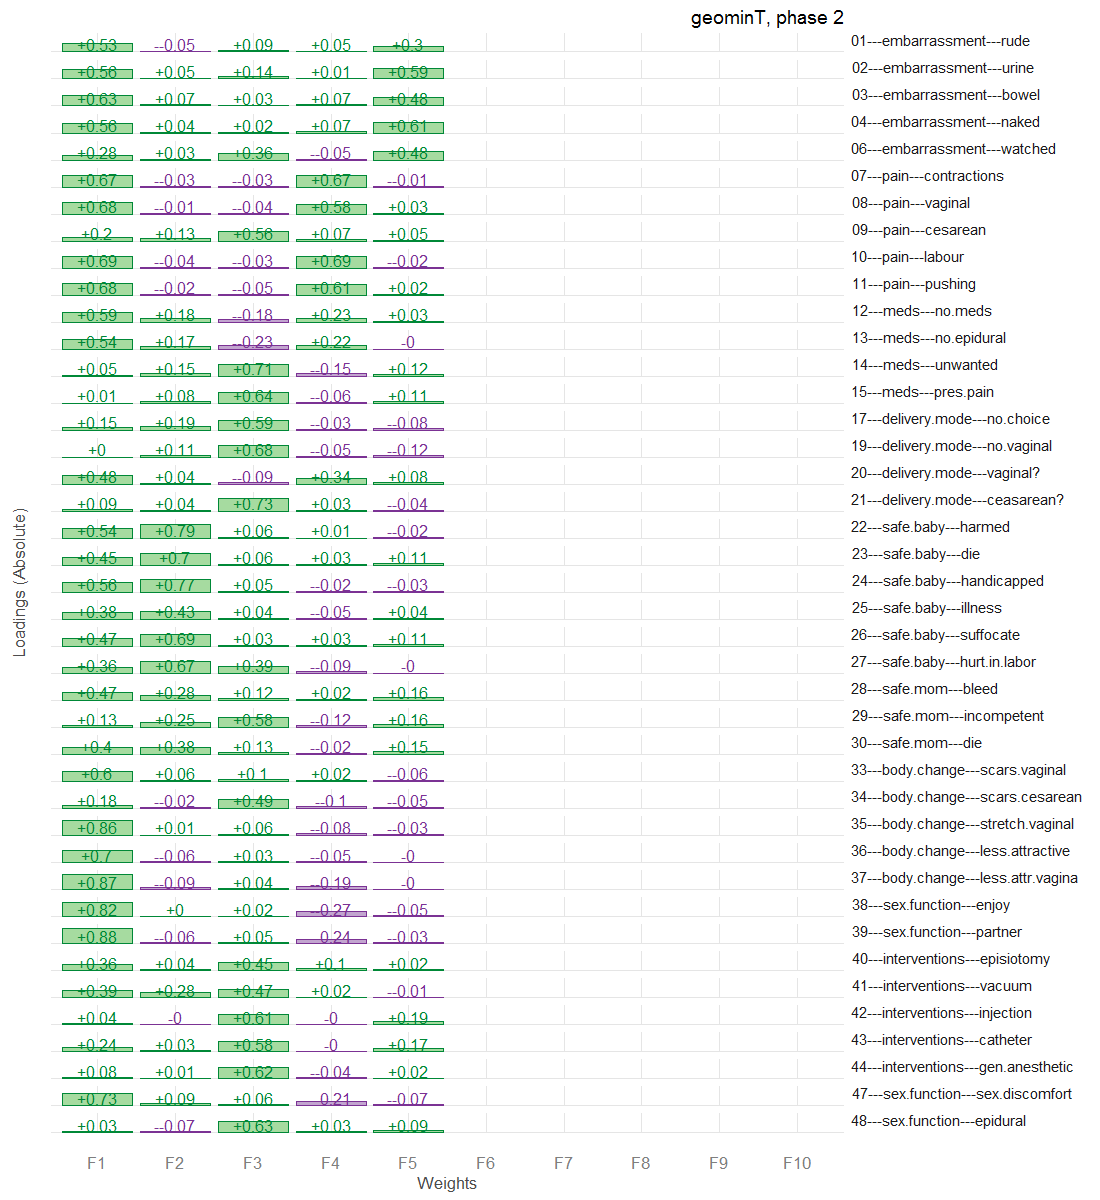 geominT, phase 2
+0.53 --0.05 +0.09 +0.05 +0.3 01---embarrassment---rude
+0.56 +0.05 +0.14 +0.01 +0.59 02---embarrassment---urine
+0.63 +0.07 +0.03 +0.07 +0.48 03---embarrassment---bowel
+0.56 +0.04 +0.02 +0.07 +0.61 04---embarrassment---naked
+0.28 +0.03 +0.36 --0.05 +0.48 06---embarrassment---watched
+0.67 --0.03 --0.03 +0.67 --0.01 07---pain---contractions
+0.68 --0.01 --0.04 +0.58 +0.03 08---pain---vaginal
+0.2 +0.13 +0.56 +0.07 +0.05 09---pain---cesarean
+0.69 --0.04 --0.03 +0.69 --0.02 10---pain---labour
+0.68 --0.02 --0.05 +0.61 +0.02 11---pain---pushing
+0.59 +0.18 --0.18 +0.23 +0.03 12---meds---no.meds
+0.54 +0.17 --0.23 +0.22 -0 13---meds---no.epidural
+0.05 +0.15 +0.71 --0.15 +0.12 14---meds---unwanted
+0.01 +0.08 +0.64 --0.06 +0.11 15---meds---pres.pain
+0.15 +0.19 +0.59 --0.03 --0.08 17---delivery.mode---no.choice
+0 +0.11 +0.68 --0.05 --0.12 19---delivery.mode---no.vaginal
+0.48 +0.04 --0.09 +0.34 +0.08 20---delivery.mode---vaginal?
+0.09 +0.04 +0.73 +0.03 --0.04 21---delivery.mode---ceasarean?
+0.54 +0.79 +0.06 +0.01 --0.02 22---safe.baby---harmed
+0.45 +0.7 +0.06 +0.03 +0.11 23---safe.baby---die
+0.56 +0.77 +0.05 --0.02 --0.03 24---safe.baby---handicapped
+0.38 +0.43 +0.04 --0.05 +0.04 25---safe.baby---illness
+0.47 +0.69 +0.03 +0.03 +0.11 26---safe.baby---suffocate
+0.36 +0.67 +0.39 --0.09 -0 27---safe.baby---hurt.in.labor
+0.47 +0.28 +0.12 +0.02 +0.16 28---safe.mom---bleed
+0.13 +0.25 +0.58 --0.12 +0.16 29---safe.mom---incompetent
+0.4 +0.38 +0.13 --0.02 +0.15 30---safe.mom---die
+0.6 +0.06 +0.1 +0.02 --0.06 33---body.change---scars.vaginal
+0.18 --0.02 +0.49 --0.1 --0.05 34---body.change---scars.cesarean
+0.86 +0.01 +0.06 --0.08 --0.03 35---body.change---stretch.vaginal
+0.7 --0.06 +0.03 --0.05 -0 36---body.change---less.attractive
+0.87 --0.09 +0.04 --0.19 -0 37---body.change---less.attr.vagina
+0.82 +0 +0.02 --0.27 --0.05 38---sex.function---enjoy
+0.88 --0.06 +0.05 --0.24 --0.03 39---sex.function---partner
+0.36 +0.04 +0.45 +0.1 +0.02 40---interventions---episiotomy
+0.39 +0.28 +0.47 +0.02 --0.01 41---interventions---vacuum
+0.04 -0 +0.61 -0 +0.19 42---interventions---injection
+0.24 +0.03 +0.58 -0 +0.17 43---interventions---catheter
+0.08 +0.01 +0.62 --0.04 +0.02 44---interventions---gen.anesthetic
+0.73 +0.09 +0.06 --0.21 --0.07 47---sex.function---sex.discomfort
+0.03 --0.07 +0.63 +0.03 +0.09 48---sex.function---epidural
Loadings (Absolute)
F1 F2 F3 F4 F5 F6 F7 F8 F9 F10
Weights